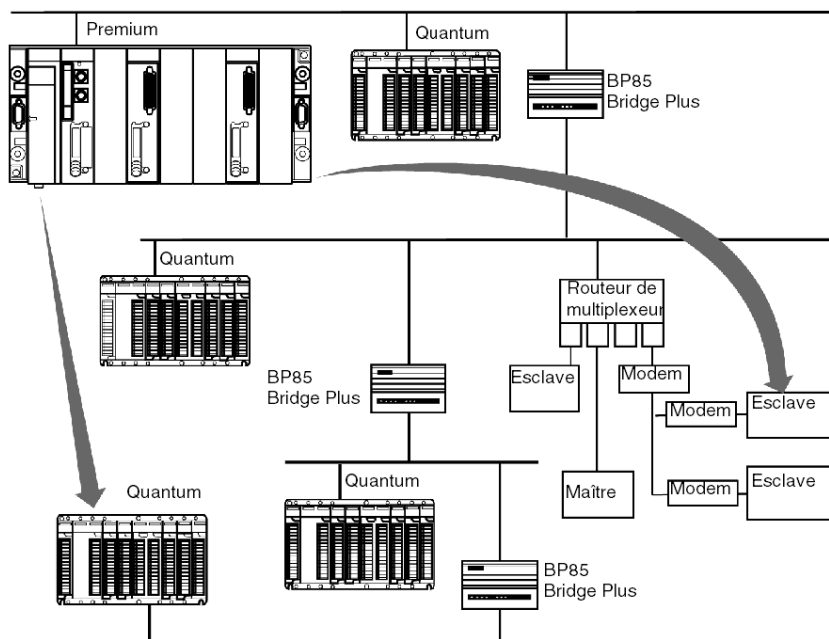 Premium
Quantum
BP85
Bridge Plus
Quantum
Routeur de
multiplexeur
BP85
Bridge Plus
Esclave
Modem
Modem
Esclave
Quantum
Quantum
Maître
Modem
Esclave
BP85
Bridge Plus